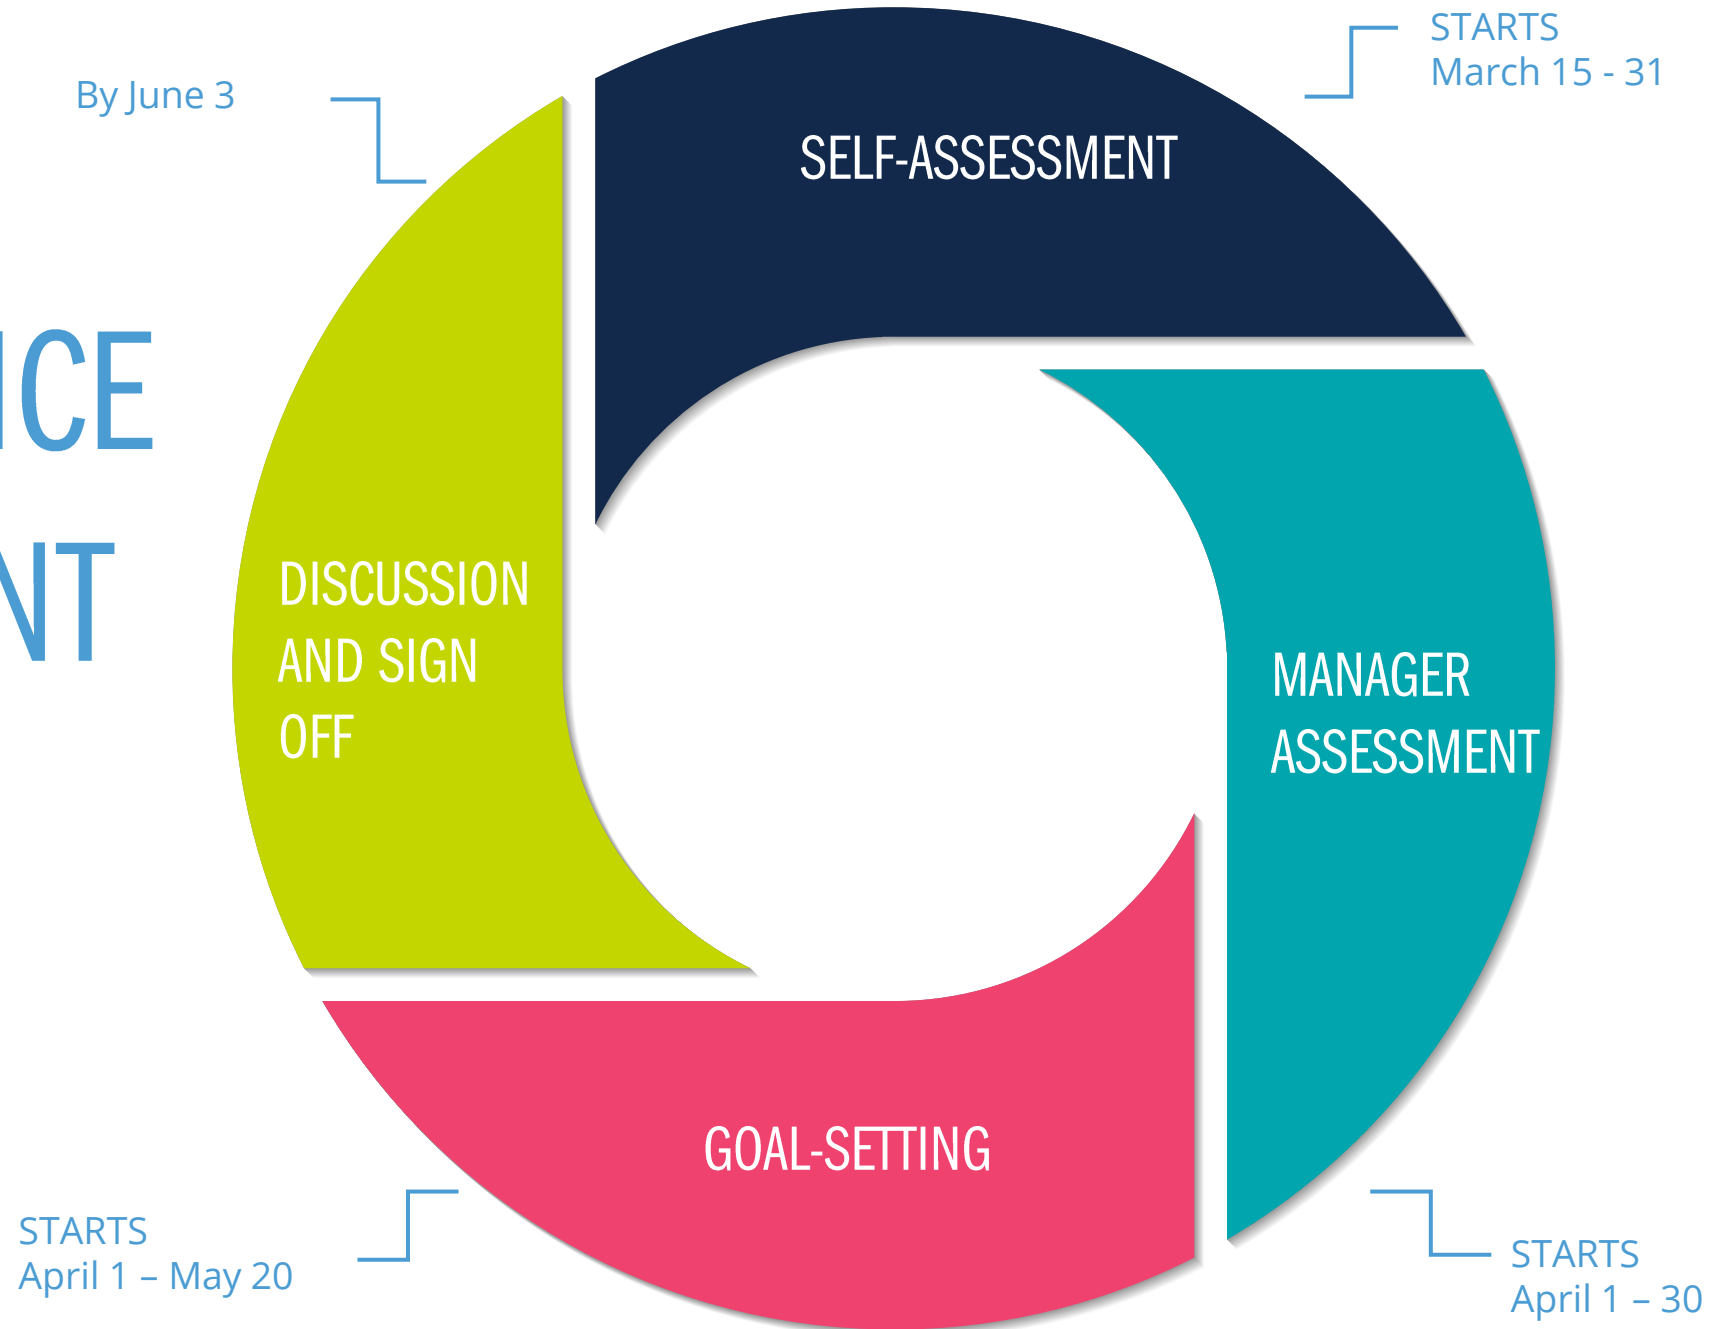 STARTS
March 15 - 31
By June 3
SELF-ASSESSMENT
ICE
NT
DISCUSSION
AND SIGN
OFF
MANAGER
ASSESSMENT
GOAL-SETTING
STARTS
April 1 – May 20
STARTS
April 1 – 30